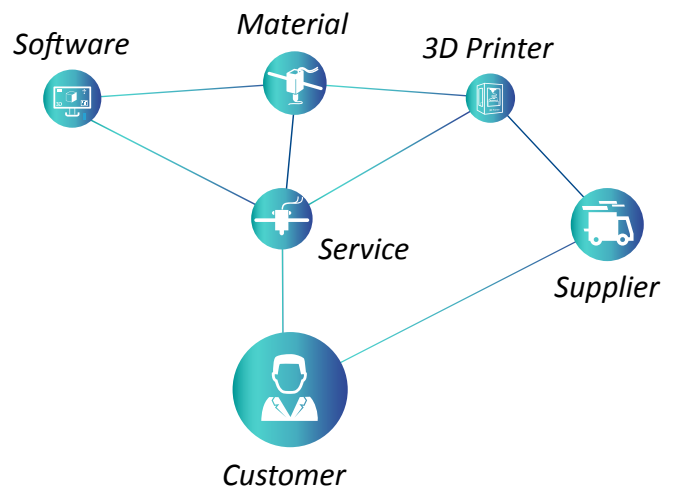 Software
Material
3D Printer
Service
Supplier
Customer